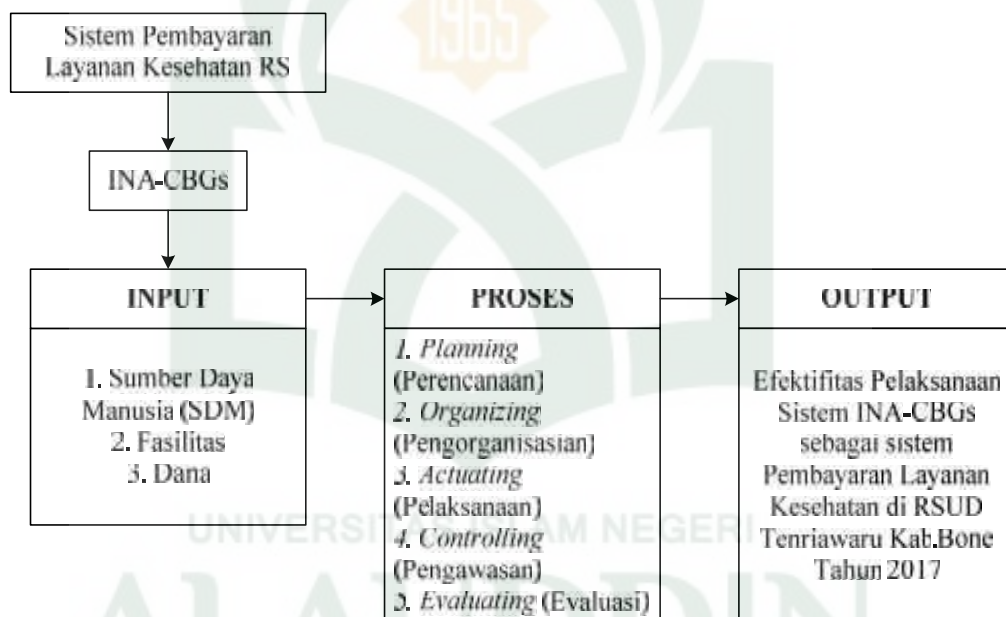 1965
Sistem Pembayaran
Layanan Kesehatan RS
INA-CBGs
INPUT
1. Sumber Daya
Manusia (SDM)
2. Fasilitas
3. Dana
PROSES
1. Planning
(Perencanaan)
2. Organizing
(Pengorganisasian)
3. Actuating
(Pelaksanaan)
4. Controlling
(Pengawasan)
5. Evaluating (Evaluasi)
OUTPUT
Efektifitas Pelaksanaan
Sistem INA-CBGs
sebagai sistem
Pembayaran Layanan
Kesehatan di RSUD
Tenriawaru Kab.Bone
Tahun 2017
UNIVERSITAS ISLAM NEGERI
ALAUDDIN